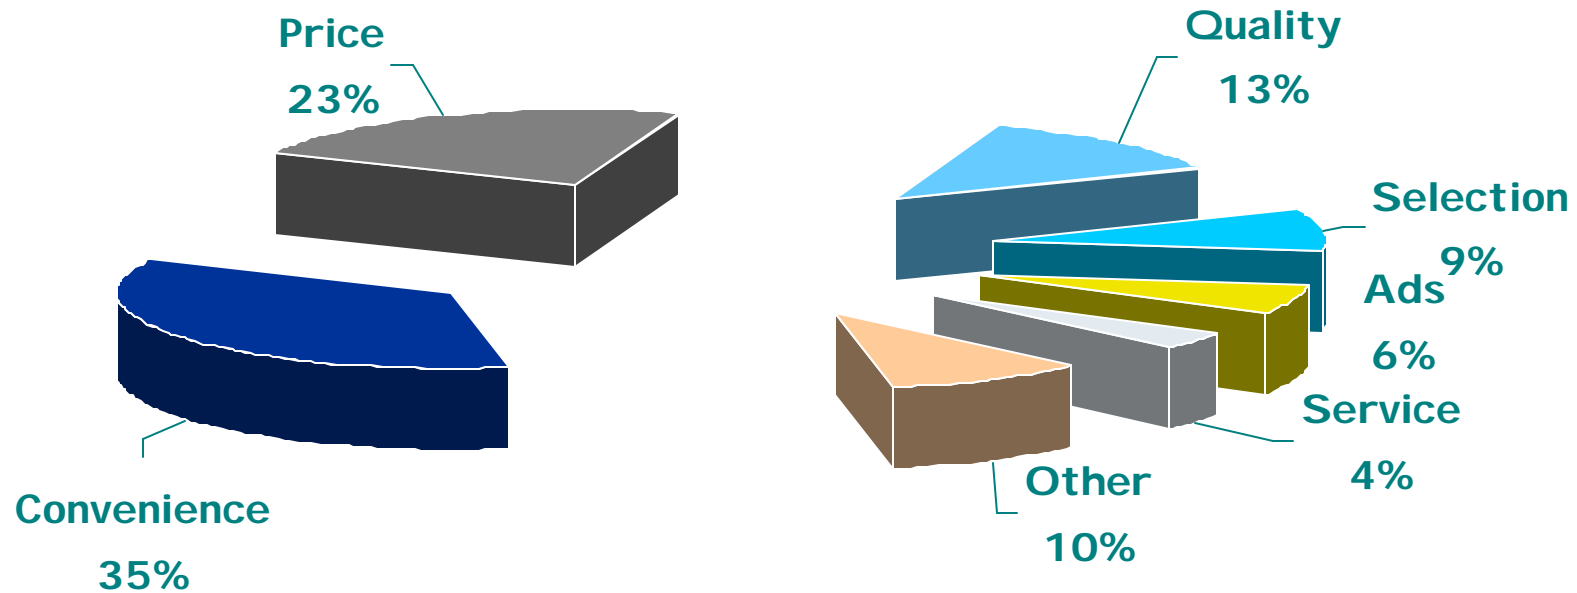 Price
23%
Quality
13%
Selection
9%
Ads
6%
Service
4%
Other
10%
Convenience
35%